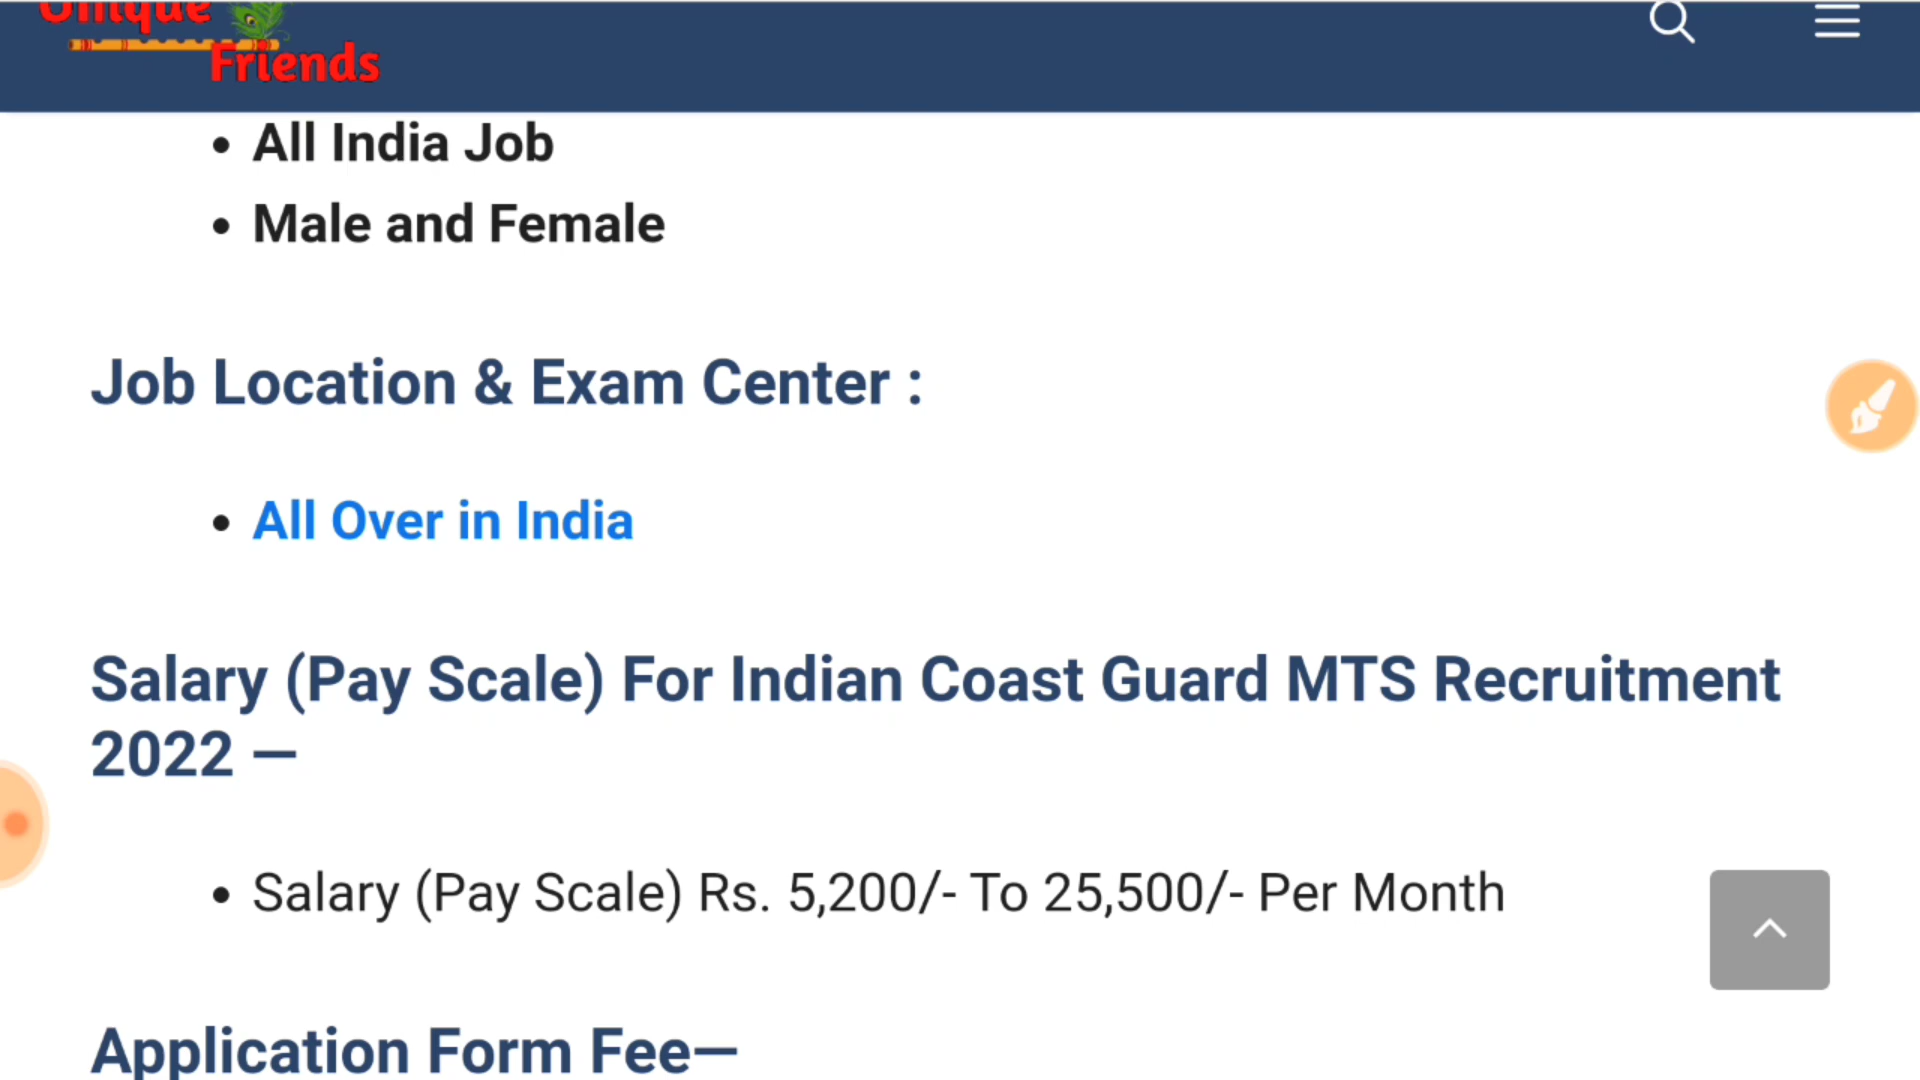 Unique
Friends
All India Job
Male and Female
Job Location & Exam Center :
All Over in India
Salary (Pay Scale) For Indian Coast Guard MTS Recruitment
2022 –
Salary (Pay Scale) Rs. 5,200/- To 25,500/- Per Month
Application Form Fee–